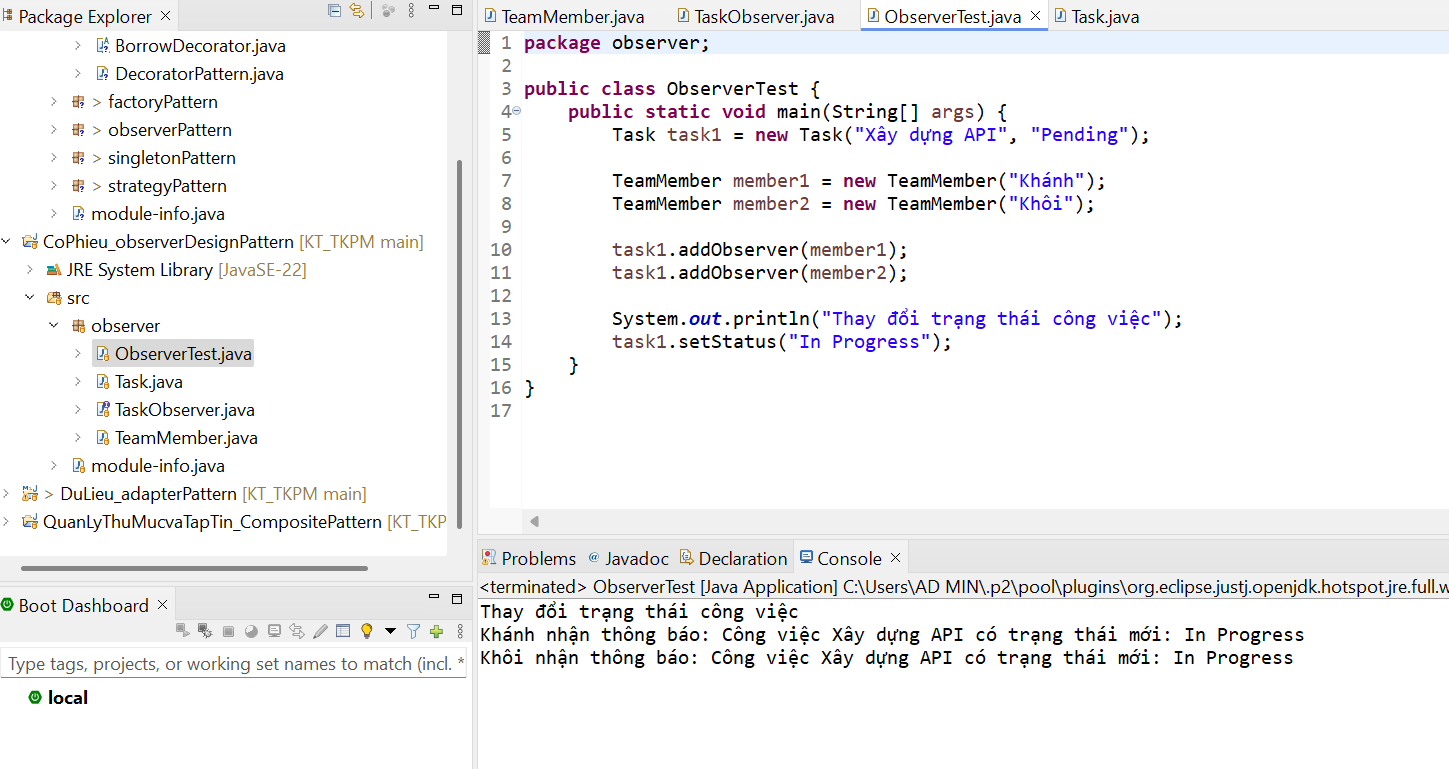 Package Explorer
BorrowDecorator.java
DecoratorPattern.java
> factoryPattern
> observerPattern
> singletonPattern
> strategyPattern
module-info.java
CoPhieu_observerDesignPattern [KT_TKPM main]
JRE System Library [JavaSE-22]
src
observer
ObserverTest.java
Task.java
TaskObserver.java
TeamMember.java
module-info.java
> DuLieu_adapterPattern [KT_TKPM main]
QuanLyThuMucvaTapTin_CompositePattern [KT_TKP
Boot Dashboard
Type tags, projects, or working set names to match (incl. *
local
TeamMember.java TaskObserver.java ObserverTest.java Task.java
1 package observer;
2
3 public class ObserverTest {
4 public static void main(String[] args) {
5 Task task1 = new Task("Xây dựng API", "Pending");
6
7 TeamMember member1 = new TeamMember("Khánh");
8 TeamMember member2 = new TeamMember("Khôi");
9
10 task1.addObserver(member1);
11 task1.addObserver(member2);
12
13 System.out.println("Thay đổi trạng thái công việc");
14 task1.setStatus("In Progress");
15 }
16 }
17
Problems @ Javadoc Declaration Console
<terminated> ObserverTest [Java Application] C:\Users\AD MIN\.p2\pool\plugins\org.eclipse.justj.openjdk.hotspot.jre.full.w
Thay đổi trạng thái công việc
Khánh nhận thông báo: Công việc Xây dựng API có trạng thái mới: In Progress
Khôi nhận thông báo: Công việc Xây dựng API có trạng thái mới: In Progress